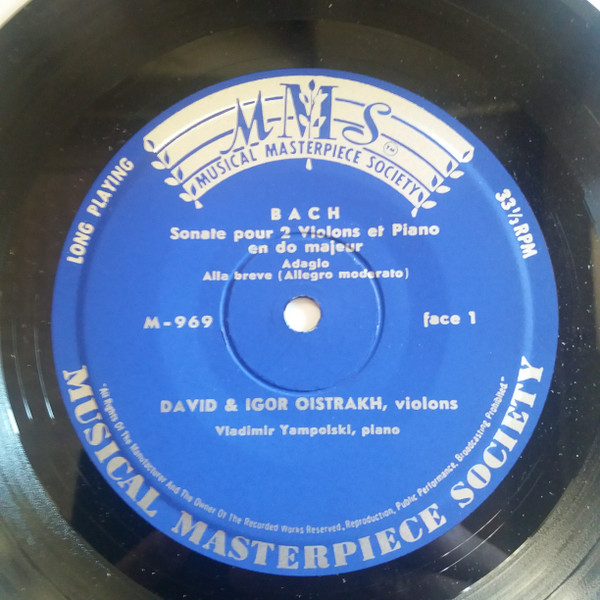 MMS
TM
MUSICAL MASTERPIECE SOCIETY
LONG PLAYING
33⅓ RPM
BACH
Sonate pour 2 Violons et Piano
en do majeur
Adagio
Alla breve (Allegro moderato)
M-969
face 1
DAVID & IGOR OISTRAKH, violons
Vladimir Yampolski, piano
"All Rights Of The Manufacturer And The Owner Of The Recorded Works Reserved. Reproduction, Public Performance, Broadcasting Prohibited"
MUSICAL MASTERPIECE SOCIETY